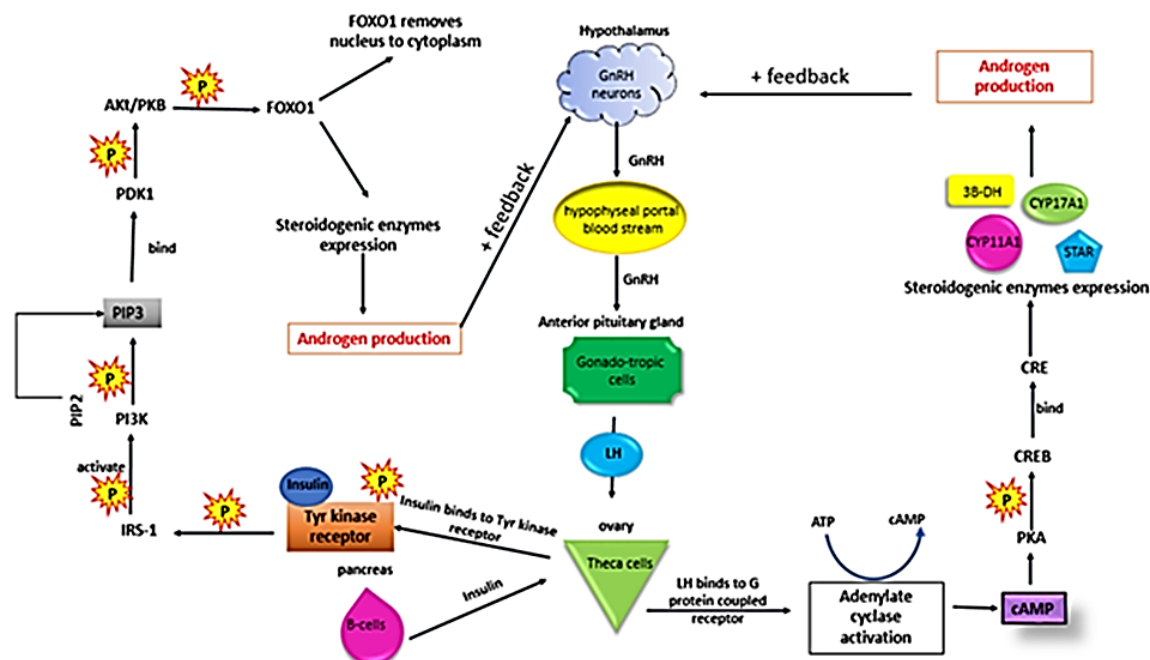 FOXO1 removes
nucleus to cytoplasm
P
AKt/PKB
FOXO1
P
PDK1
bind
Steroidogenic enzymes
expression
PIP3
Androgen production
+ feedback
P
PIP2
PI3K
activate
P
IRS-1
P
Insulin
P
Tyr kinase
receptor
Insulin binds to Tyr kinase
receptor
pancreas
B-cells
Insulin
Hypothalamus
GnRH
neurons
GnRH
hypophyseal portal
blood stream
GnRH
Anterior pituitary gland
Gonado-tropic
cells
LH
ovary
Theca cells
LH binds to G
protein coupled
receptor
ATP
cAMP
Adenylate
cyclase
activation
cAMP
PKA
P
CREB
bind
CRE
Steroidogenic enzymes expression
3B-DH
CYP17A1
CYP11A1
STAR
Androgen
production
+ feedback